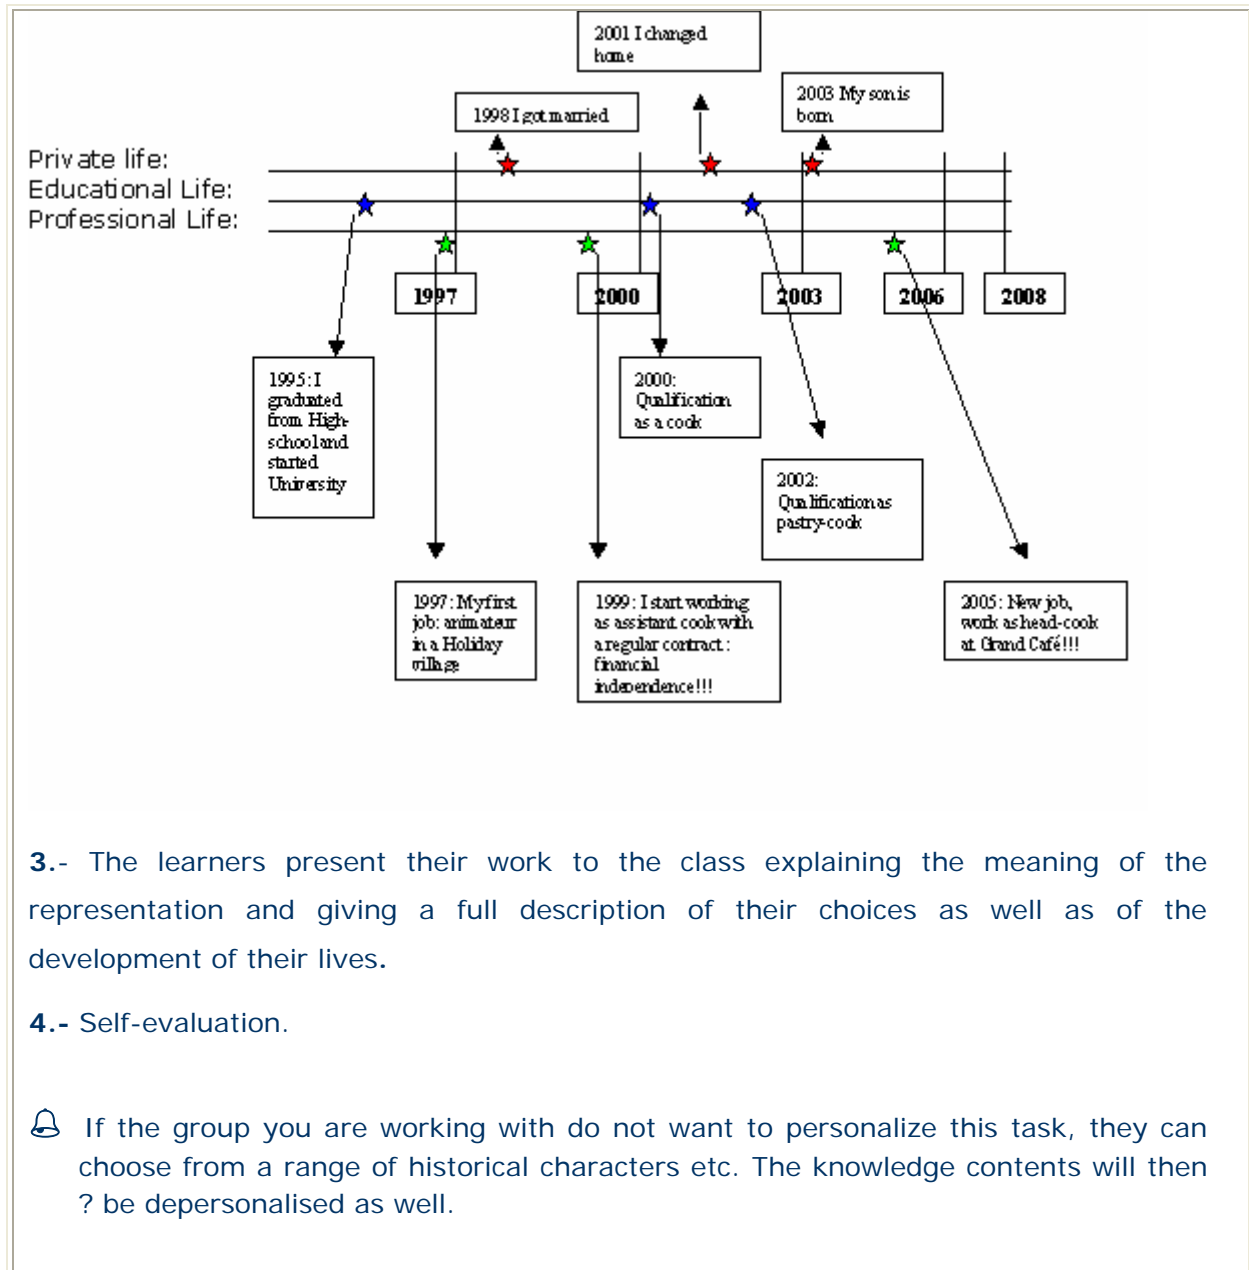 2001 I changed
home
1998 I got married
2003 My son is
born
Private life:
Educational Life:
Professional Life:
1997
2000
2003
2006
2008
1995: I
graduated
from High-
school and
started
University
2000:
Qualification
as a cook
2002:
Qualification as
pastry-cook
1997: My first
job: animateur
in a Holiday
village
1999: I start working
as assistant cook with
a regular contract :
financial
independence!!!
2005: New job,
work as head-cook
at Grand Café!!!
3.- The learners present their work to the class explaining the meaning of the
representation and giving a full description of their choices as well as of the
development of their lives.
4.- Self-evaluation.
If the group you are working with do not want to personalize this task, they can
choose from a range of historical characters etc. The knowledge contents will then
? be depersonalised as well.